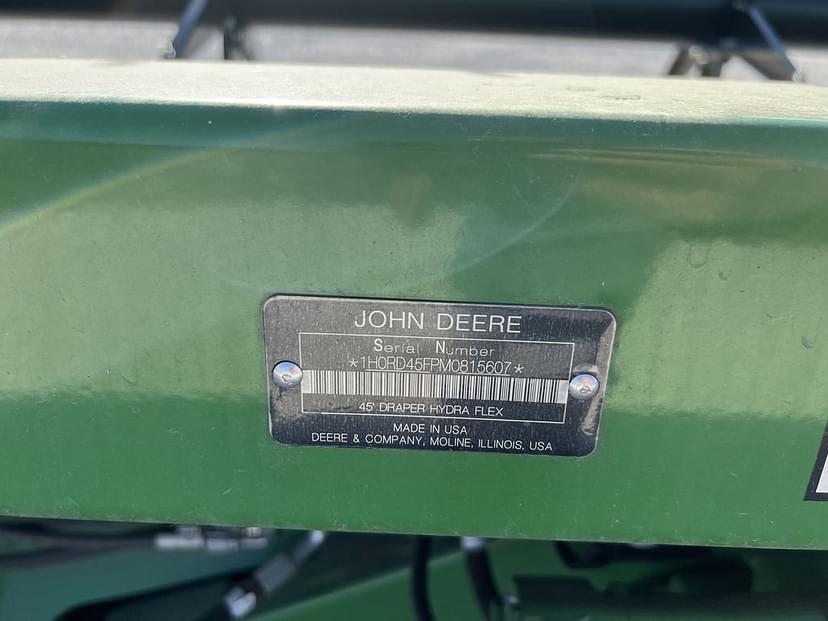 JOHN DEERE
Serial Number
*1H0RD45FPM0815607*
45' DRAPER HYDRA FLEX
MADE IN USA
DEERE & COMPANY, MOLINE, ILLINOIS, USA